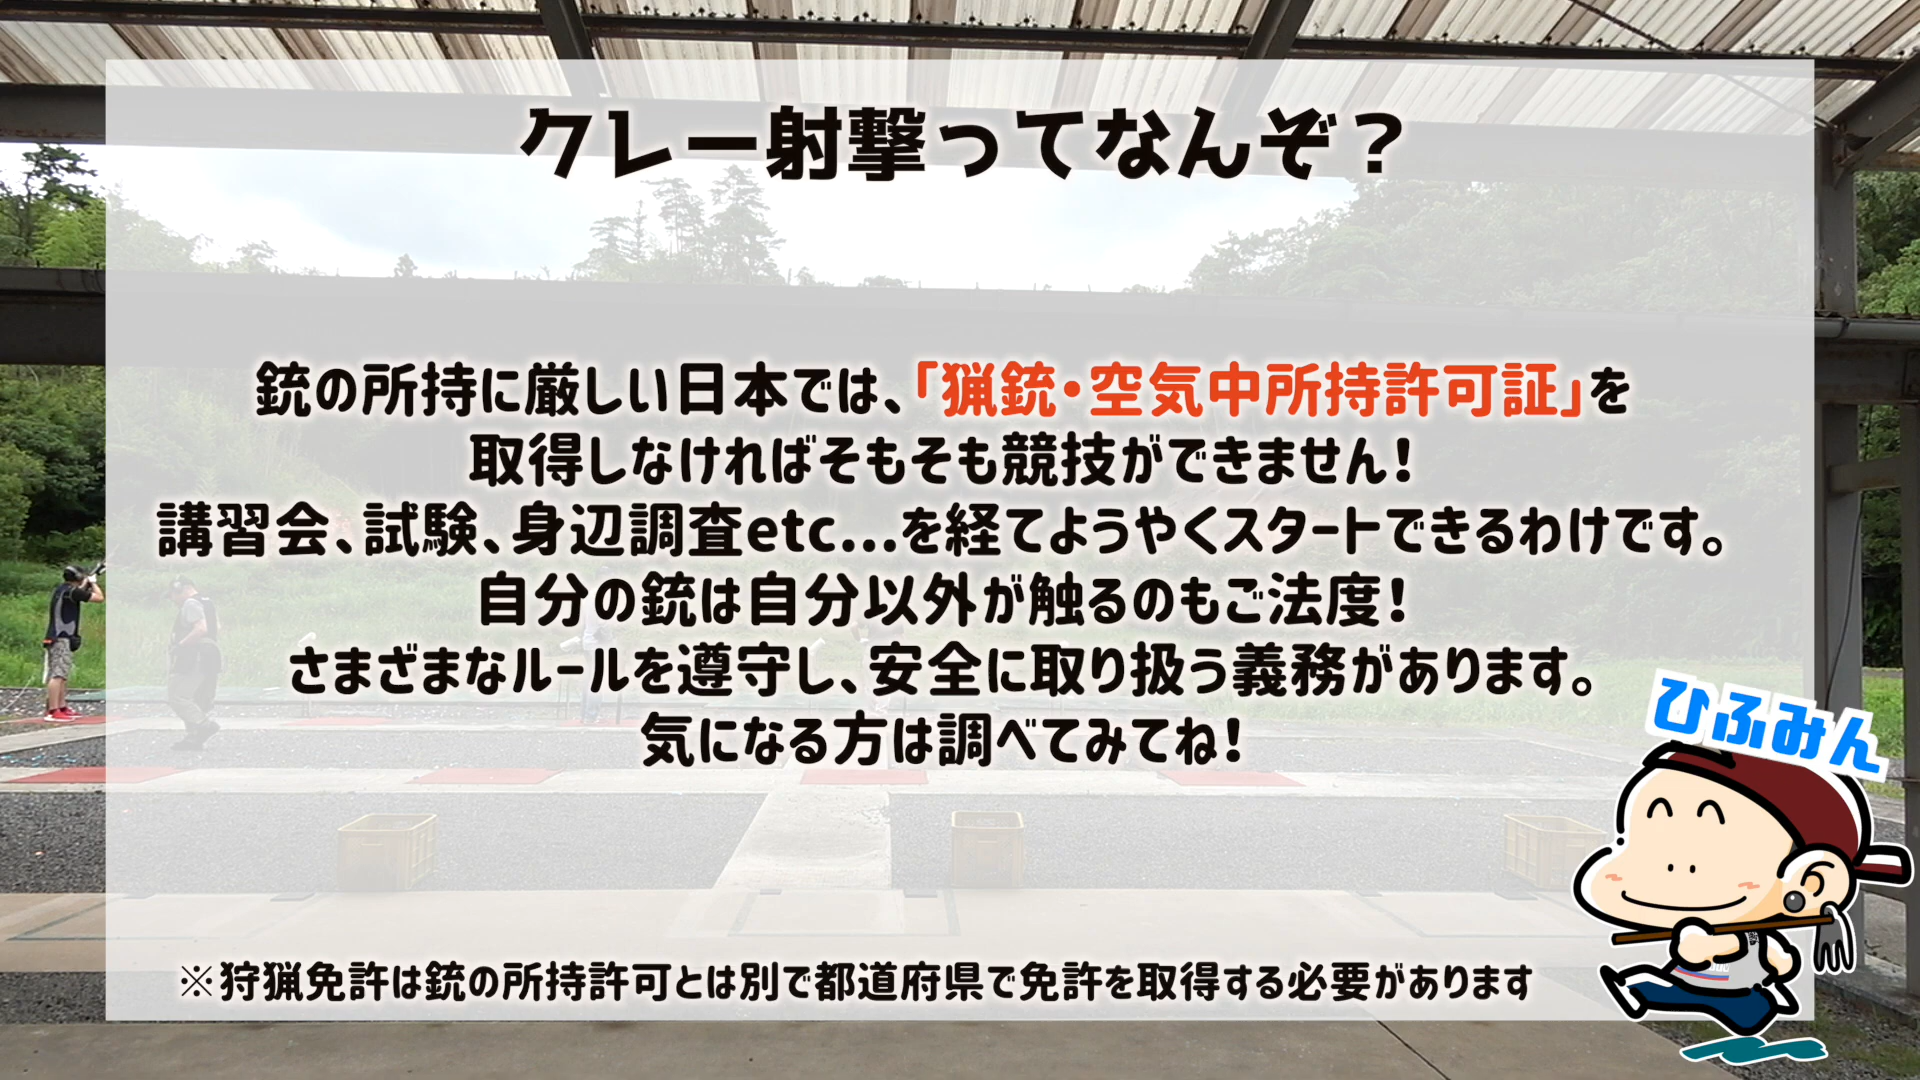 クレー射撃ってなんぞ？
銃の所持に厳しい日本では、「猟銃・空気中所持許可証」を
取得しなければそもそも競技ができません！
講習会、試験、身辺調査etc...を経てようやくスタートできるわけです。
自分の銃は自分以外が触るのもご法度！
さまざまなルールを遵守し、安全に取り扱う義務があります。
気になる方は調べてみてね！
ひふみん
※狩猟免許は銃の所持許可とは別で都道府県で免許を取得する必要があります